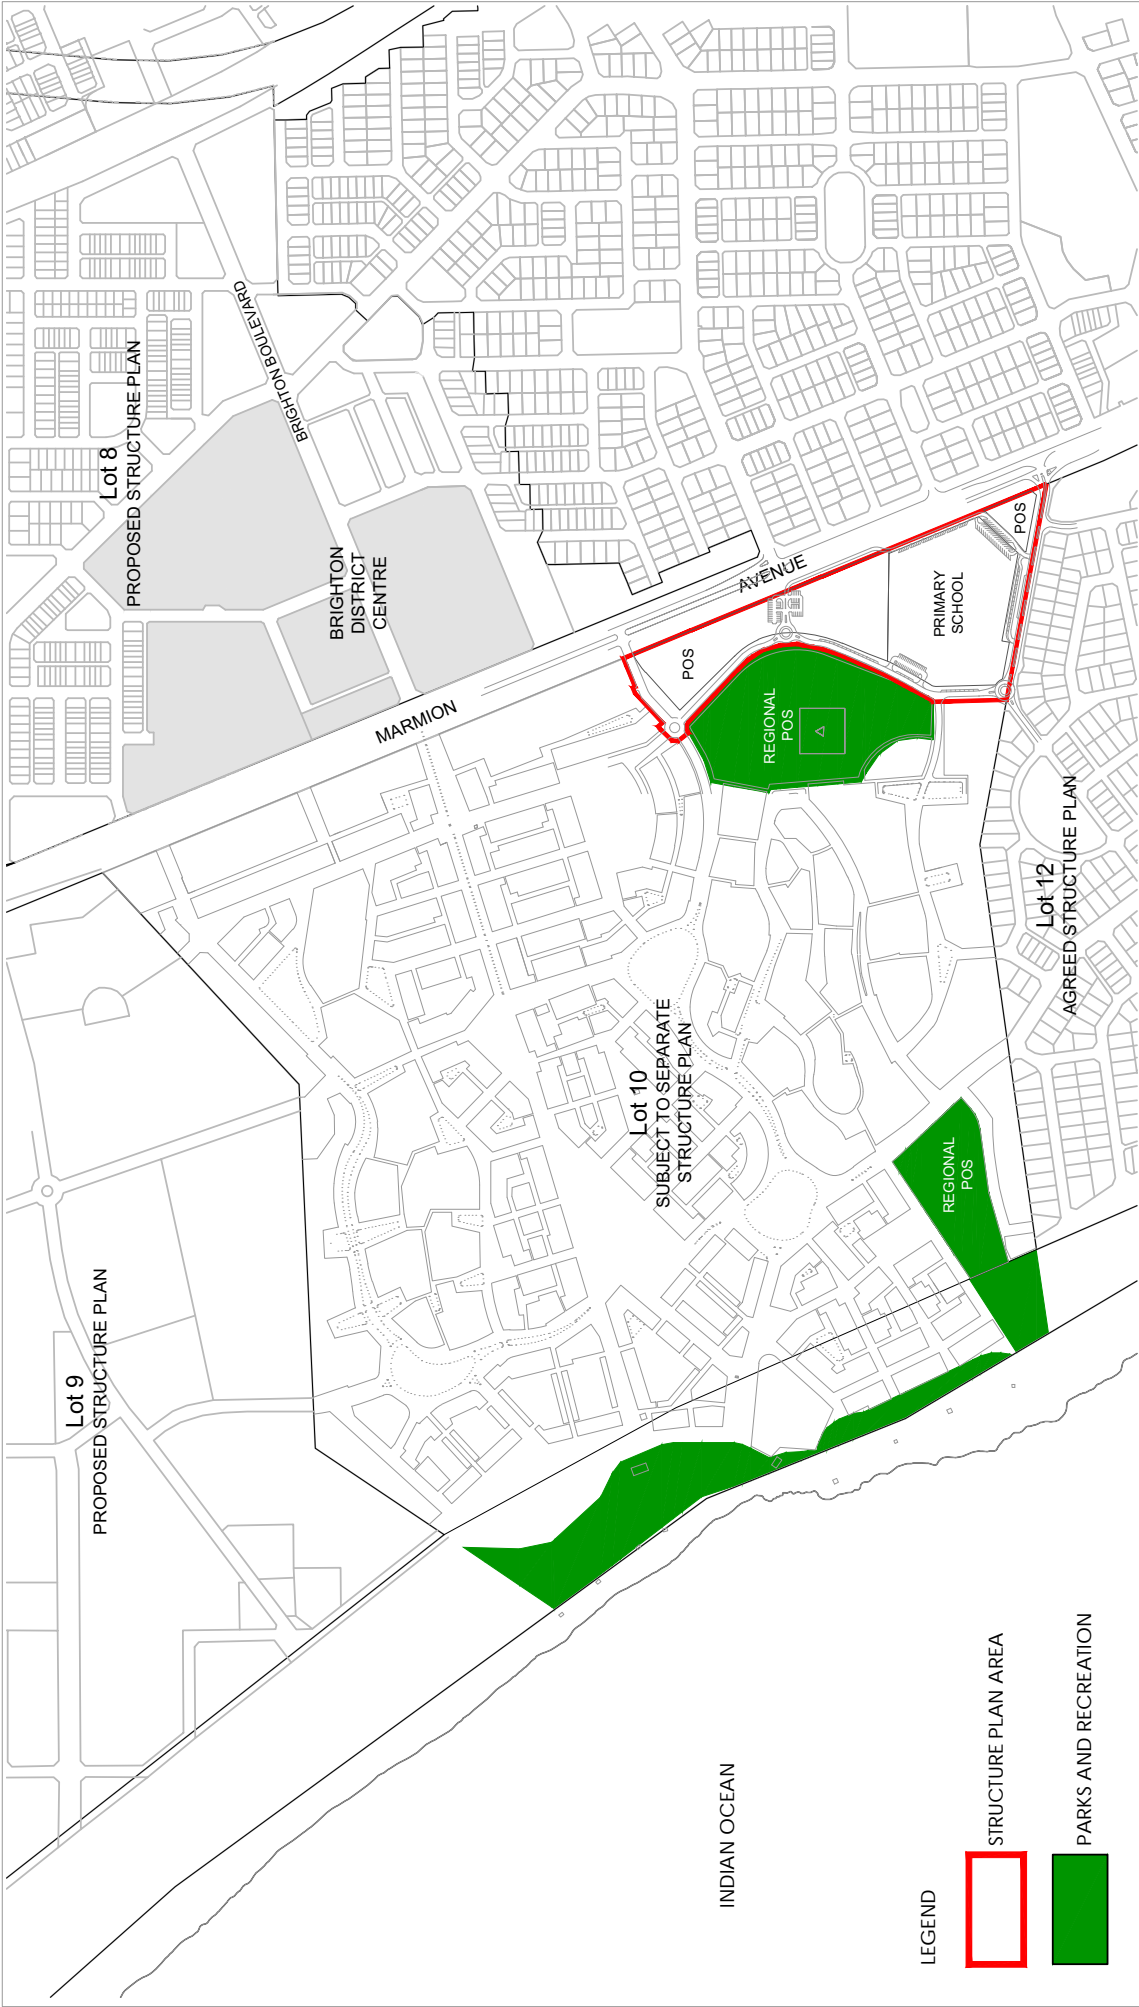 Lot 9
PROPOSED STRUCTURE PLAN
Lot 8
PROPOSED STRUCTURE PLAN
BRIGHTON BOULEVARD
BRIGHTON
DISTRICT
CENTRE
MARMION
AVENUE
POS
REGIONAL
POS
PRIMARY
SCHOOL
POS
Lot 10
SUBJECT TO SEPARATE
STRUCTURE PLAN
REGIONAL
POS
Lot 12
AGREED STRUCTURE PLAN
INDIAN OCEAN
LEGEND
STRUCTURE PLAN AREA
PARKS AND RECREATION